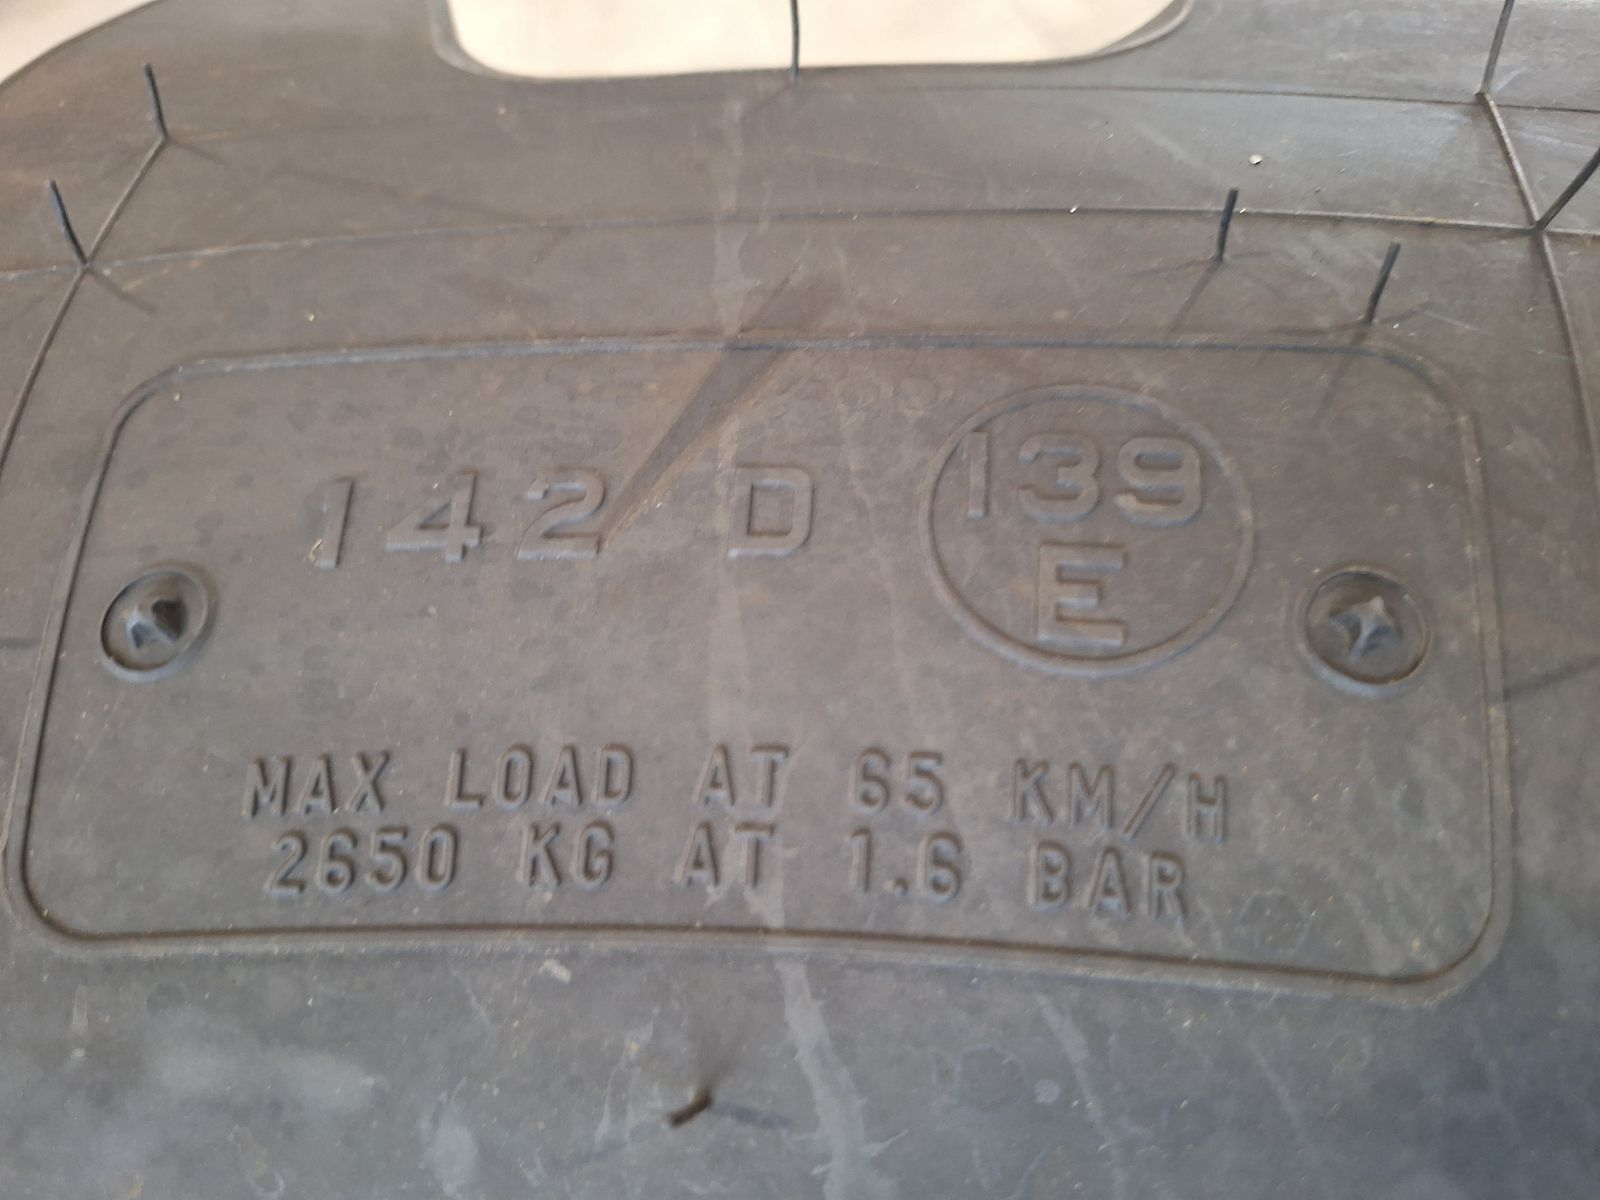 142 D 139
E
MAX LOAD AT 65 KM/H
2650 KG AT 1.6 BAR